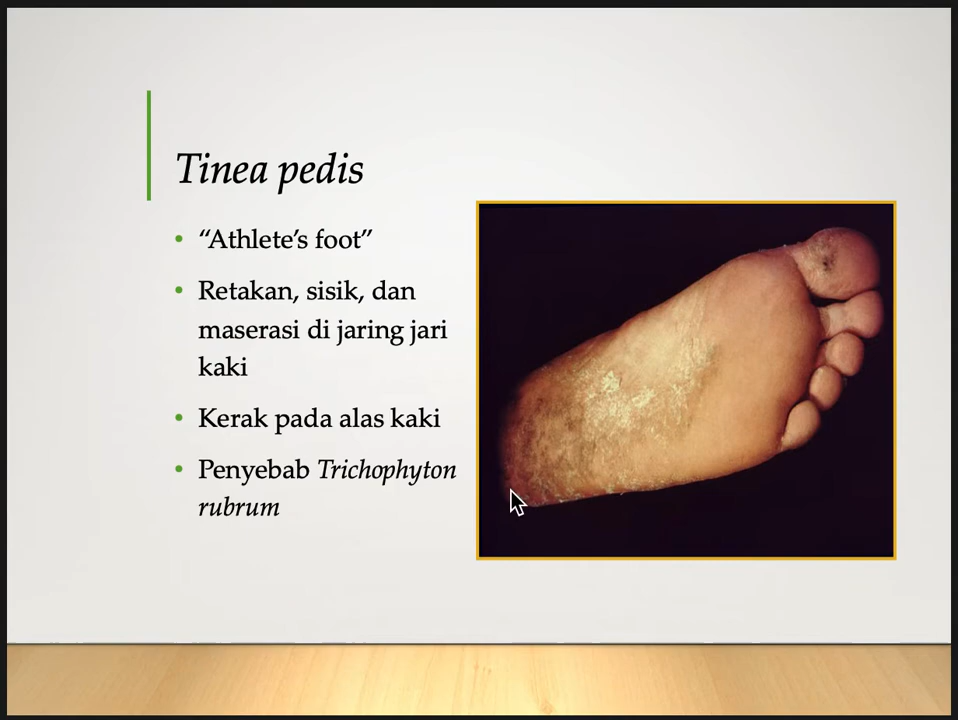 Tinea pedis
• “Athlete’s foot”
• Retakan, sisik, dan
maserasi di jaring jari
kaki
• Kerak pada alas kaki
• Penyebab Trichophyton
rubrum